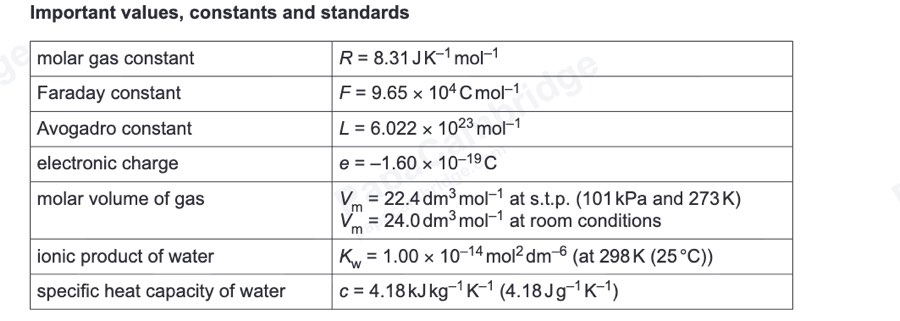 Important values, constants and standards
molar gas constant R = 8.31 J K⁻¹ mol⁻¹
Faraday constant F = 9.65 × 10⁴ C mol⁻¹
Avogadro constant L = 6.022 × 10²³ mol⁻¹
electronic charge e = –1.60 × 10⁻¹⁹ C
molar volume of gas Vₘ = 22.4 dm³ mol⁻¹ at s.t.p. (101 kPa and 273 K)
Vₘ = 24.0 dm³ mol⁻¹ at room conditions
ionic product of water K_w = 1.00 × 10⁻¹⁴ mol² dm⁻⁶ (at 298 K (25 °C))
specific heat capacity of water c = 4.18 kJ kg⁻¹ K⁻¹ (4.18 J g⁻¹ K⁻¹)